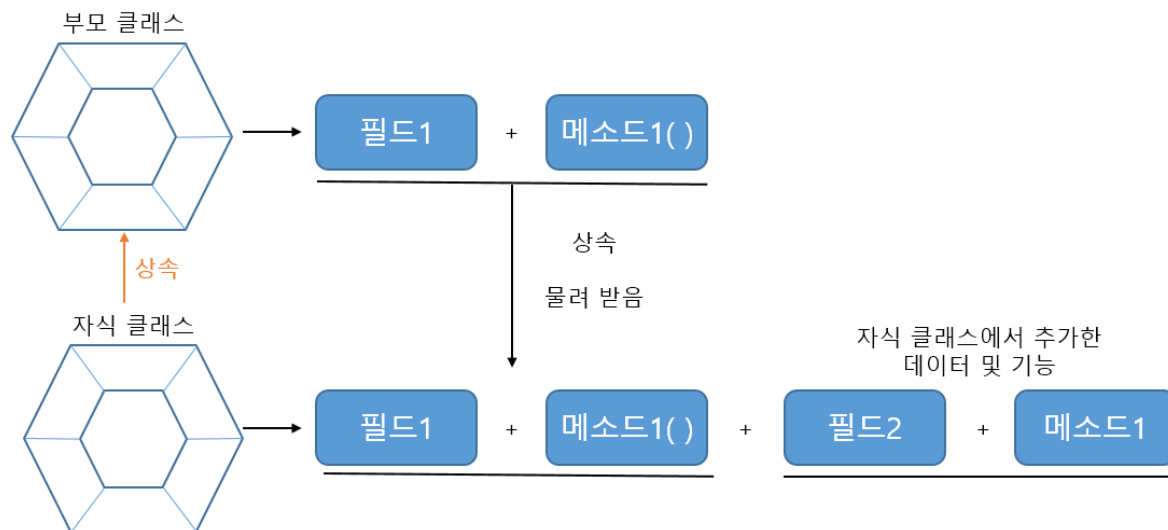 부모 클래스
필드1 + 메소드1( )
상속
상속
물려 받음
자식 클래스
자식 클래스에서 추가한
데이터 및 기능
필드1 + 메소드1( ) + 필드2 + 메소드1